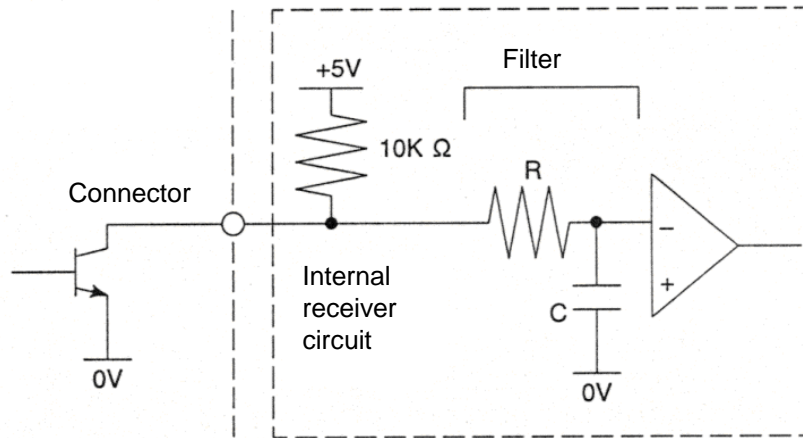 +5V
Filter
10K Ω
R
Connector
Internal
receiver
circuit
−
+
C
0V
0V